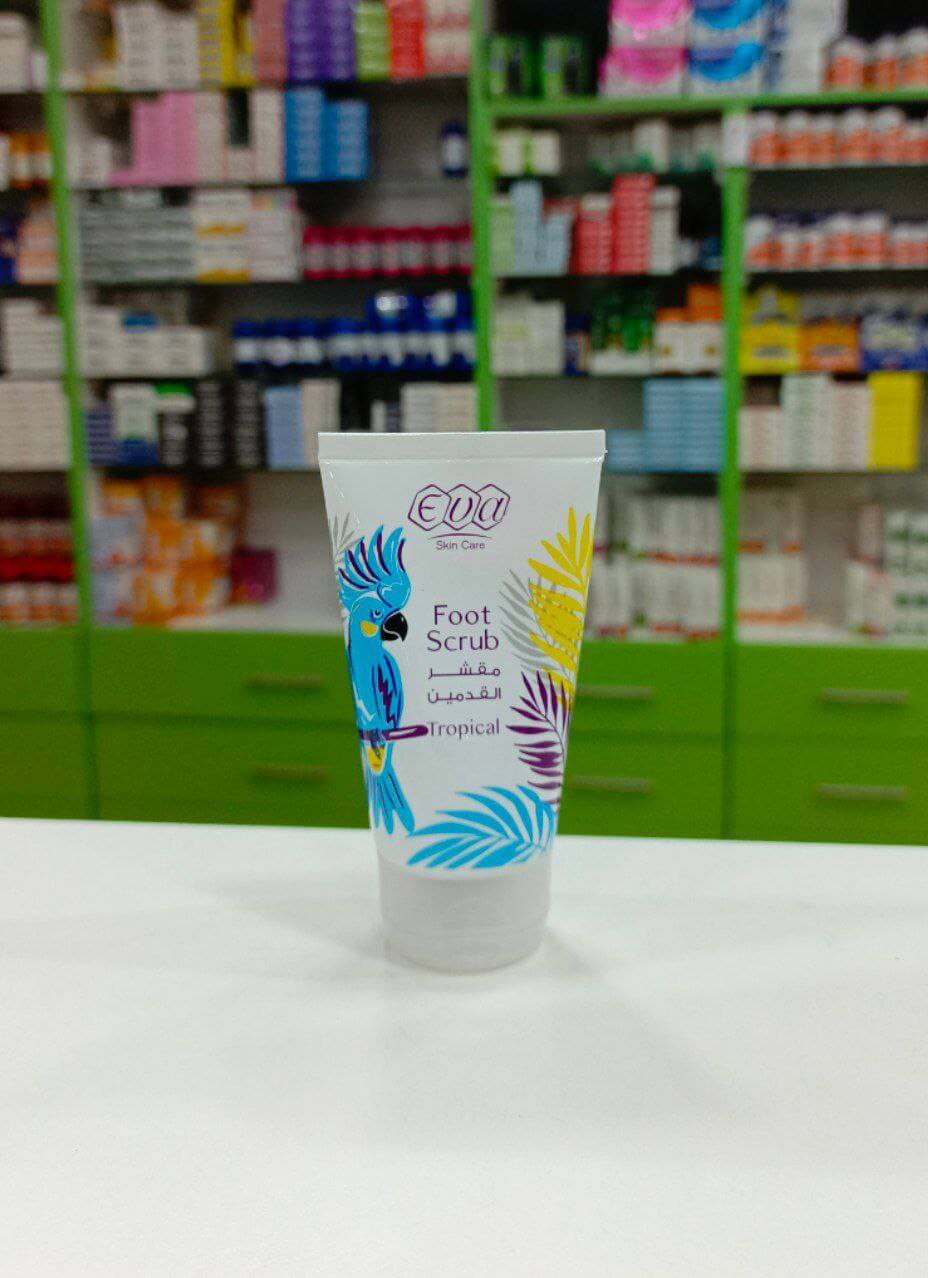 Eva
Skin Care
Foot
Scrub
مقشر
القدمين
Tropical